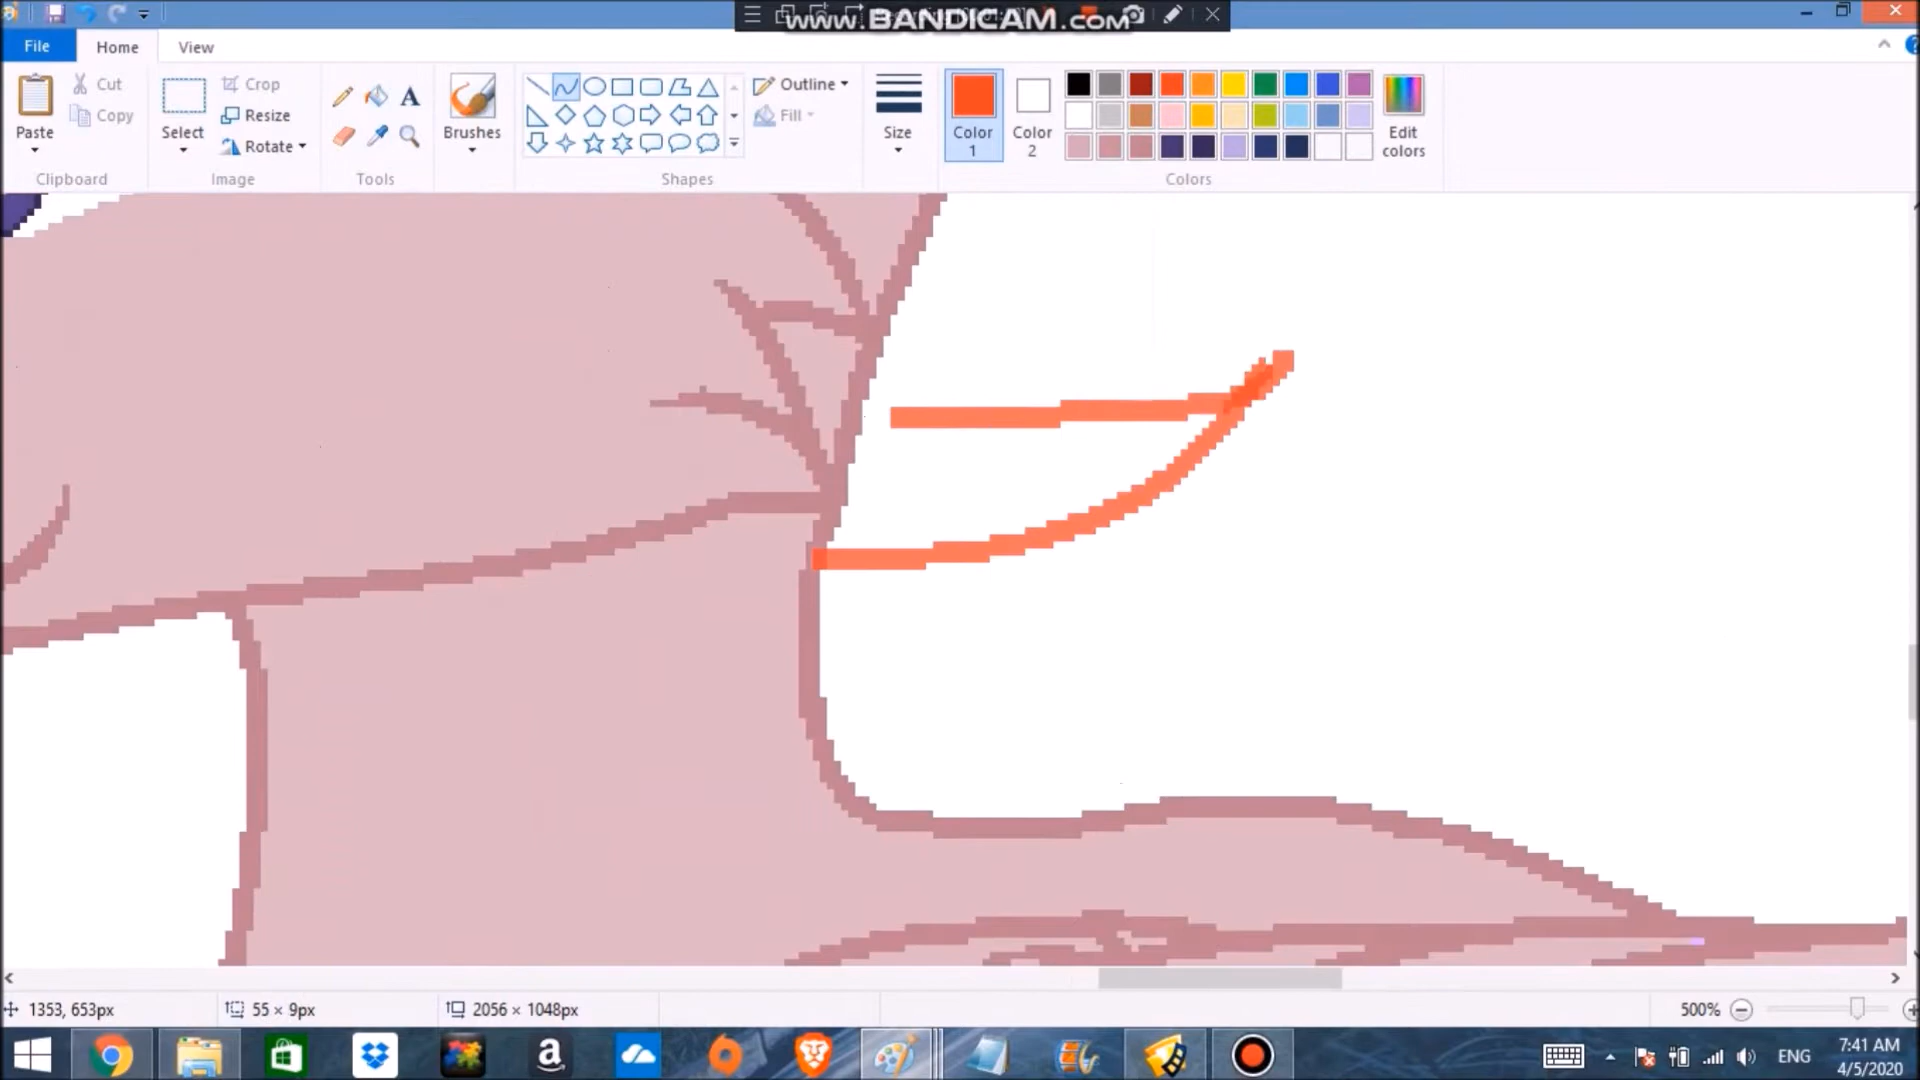 www.BANDICAM.com
File
Home
View
Paste
Cut
Copy
Clipboard
Select
Crop
Resize
Rotate
Image
Tools
Brushes
Shapes
Outline
Fill
Size
Color 1
Color 2
Edit colors
Colors
1353, 653px
55 × 9px
2056 × 1048px
500%
ENG
7:41 AM
4/5/2020